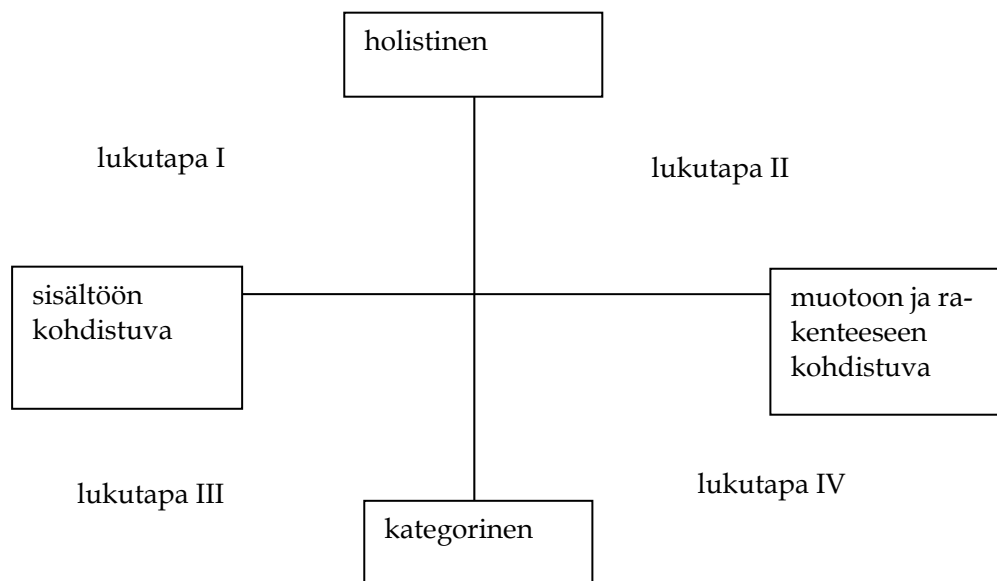 holistinen
lukutapa I
lukutapa II
sisältöön
kohdistuva
muotoon ja ra-
kenteeseen
kohdistuva
lukutapa III
lukutapa IV
kategorinen